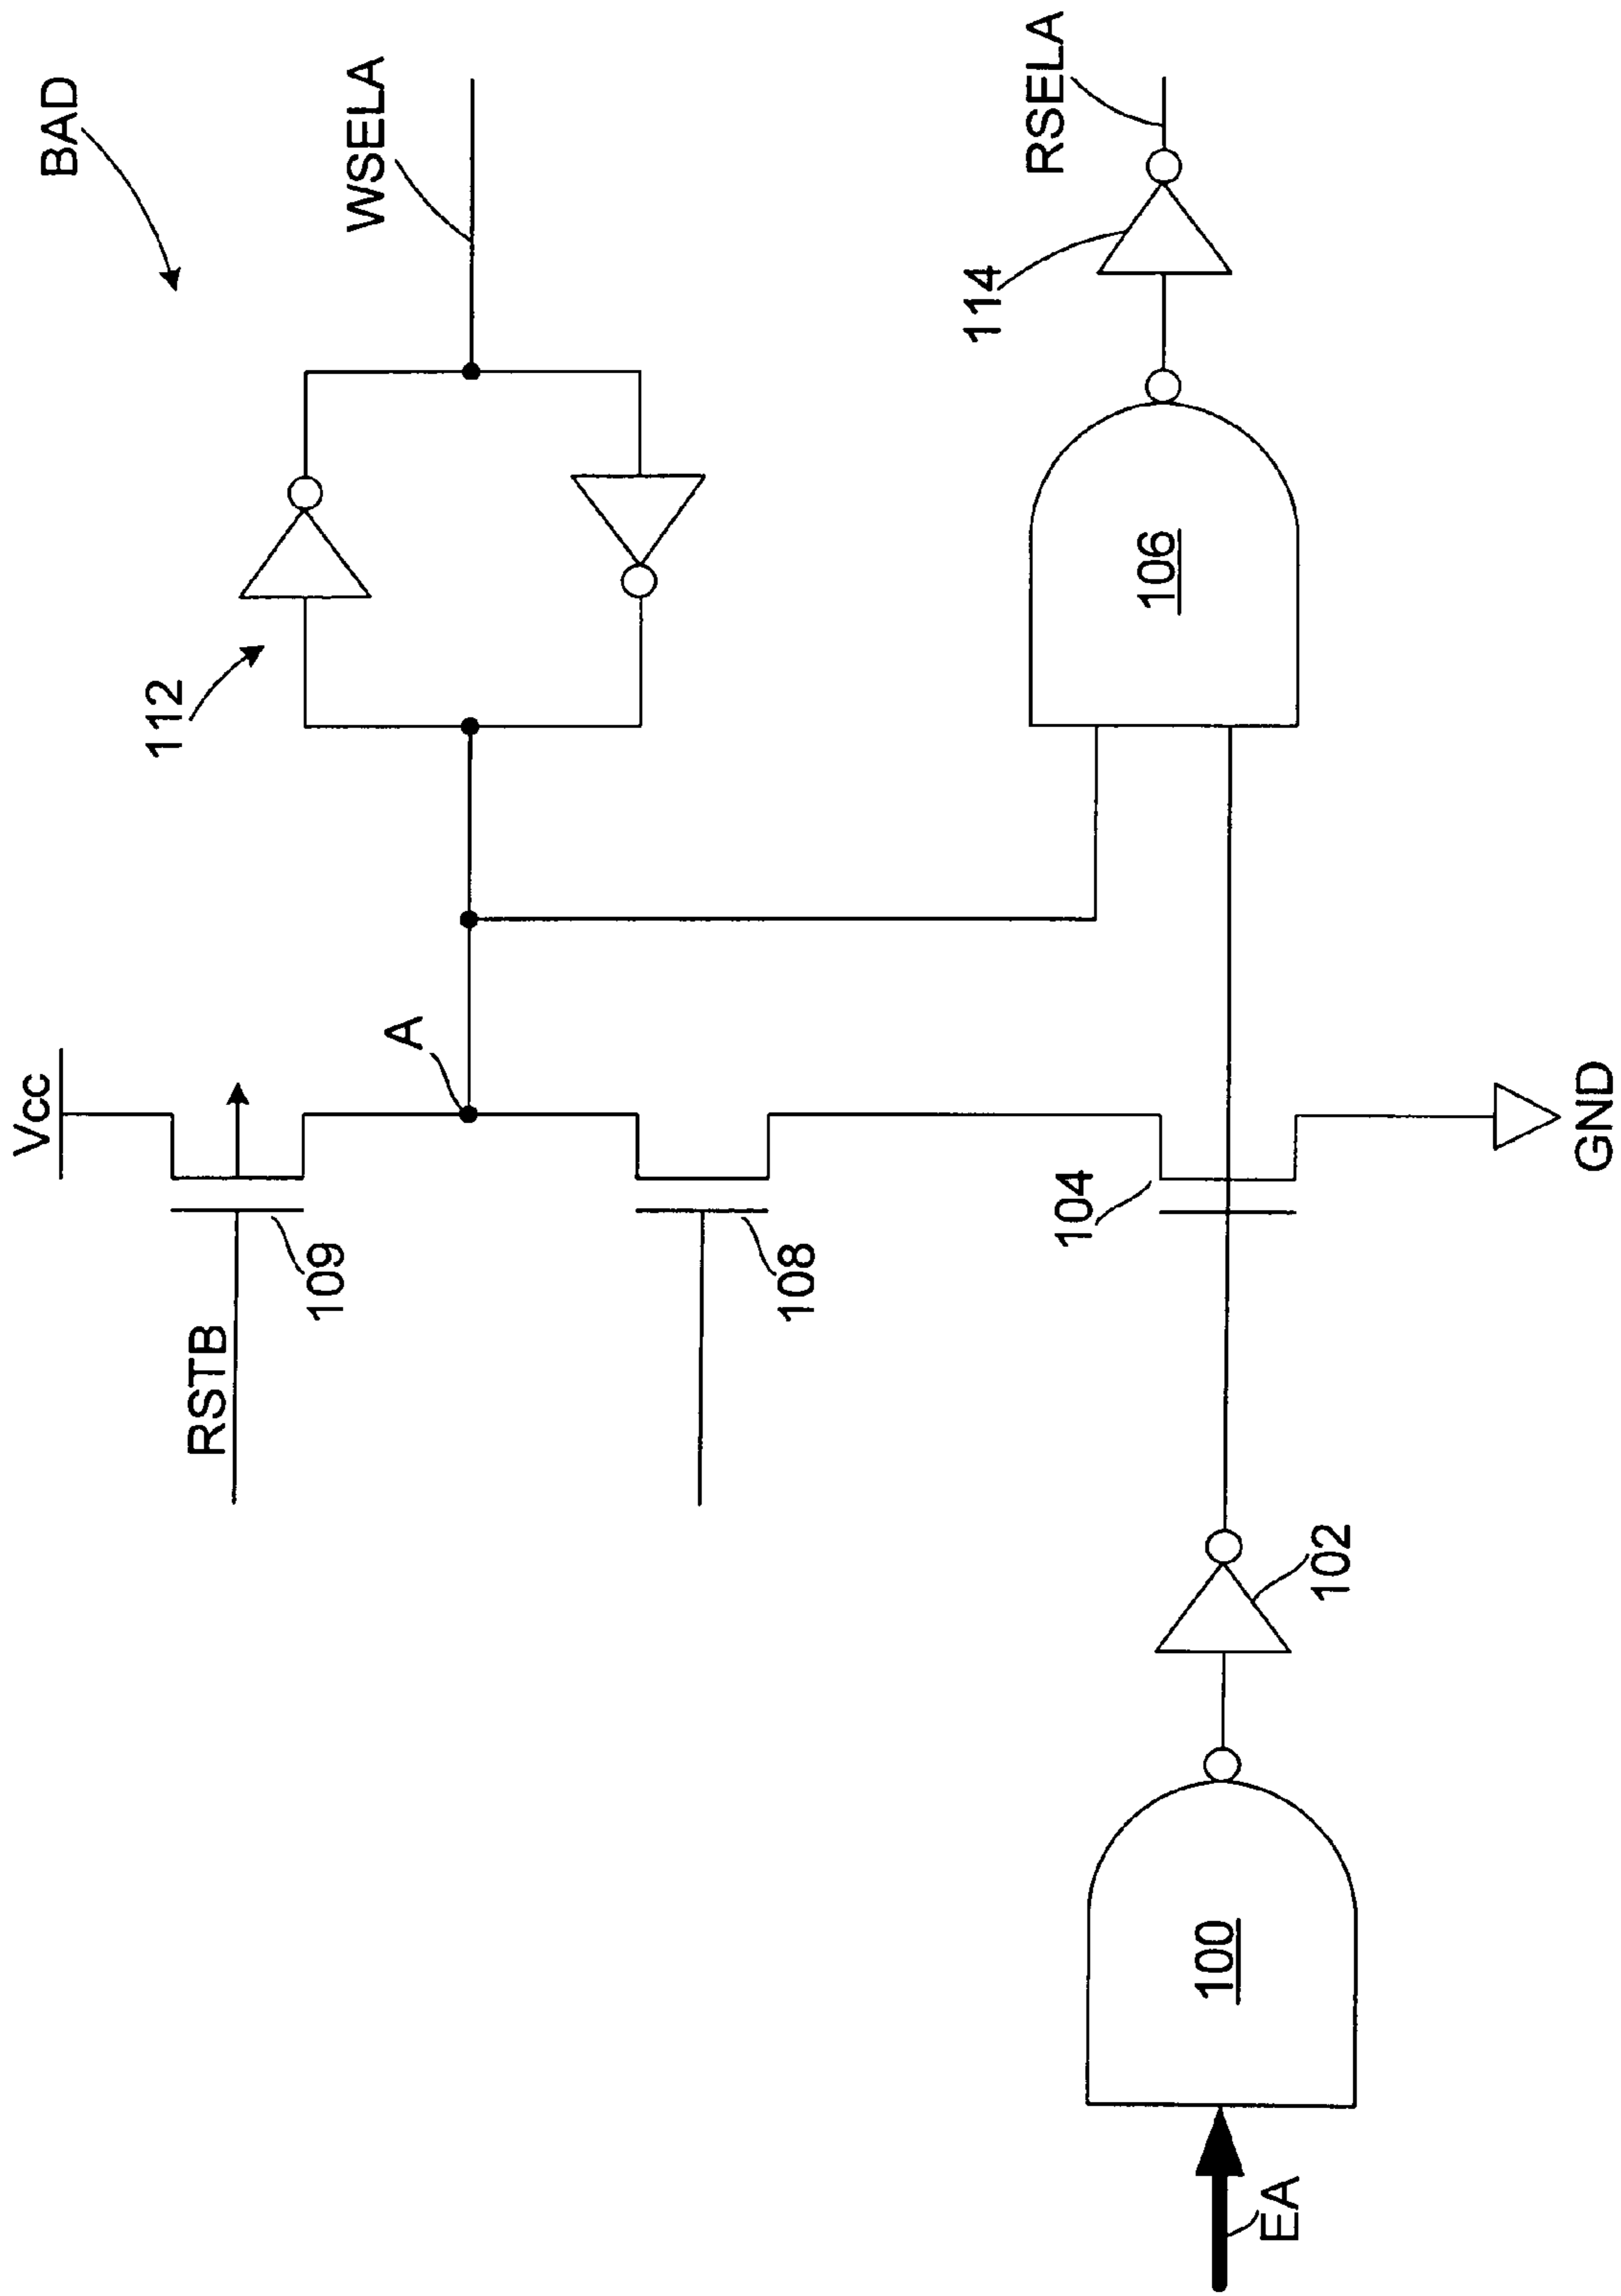 BAD
WSELA
112
Vcc
A
RSTB
109
108
RSELA
114
106
104
GND
102
100
EA